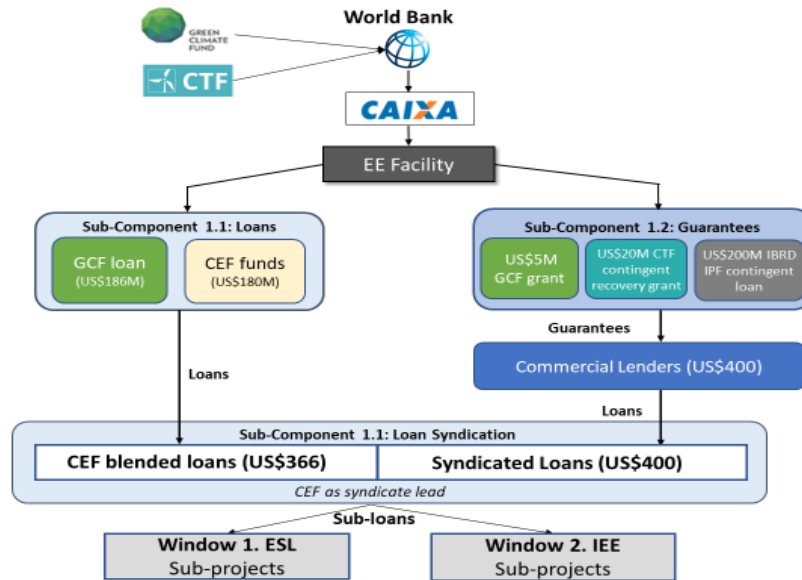 World Bank
GREEN
CLIMATE
FUND
CTF
CAIXA
EE Facility
Sub-Component 1.1: Loans
GCF loan
(US$186M)
CEF funds
(US$180M)
Sub-Component 1.2: Guarantees
US$5M
GCF grant
US$20M CTF
contingent
recovery grant
US$200M IBRD
IPF contingent
loan
Guarantees
Commercial Lenders (US$400)
Loans
Loans
Sub-Component 1.1: Loan Syndication
CEF blended loans (US$366)
Syndicated Loans (US$400)
CEF as syndicate lead
Sub-loans
Window 1. ESL
Sub-projects
Window 2. IEE
Sub-projects